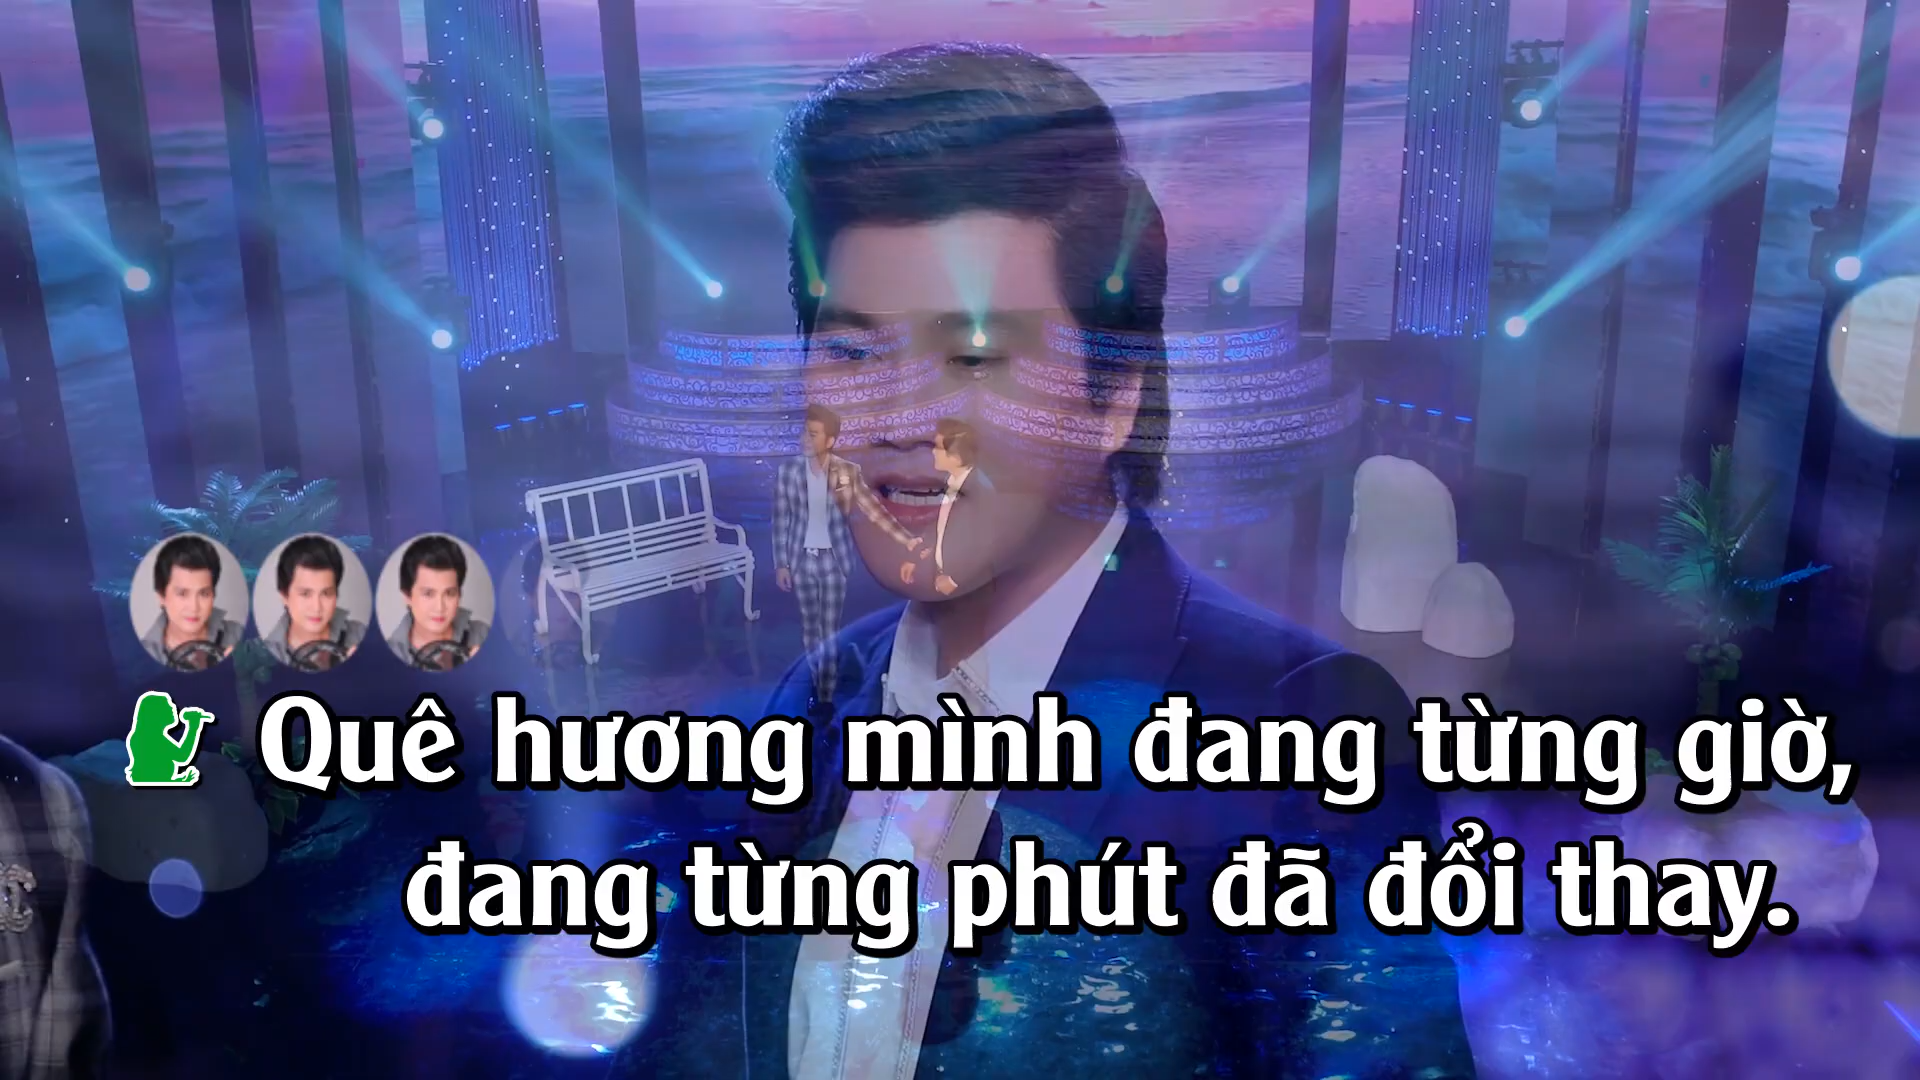 Quê hương mình đang từng giờ,
đang từng phút đã đổi thay.